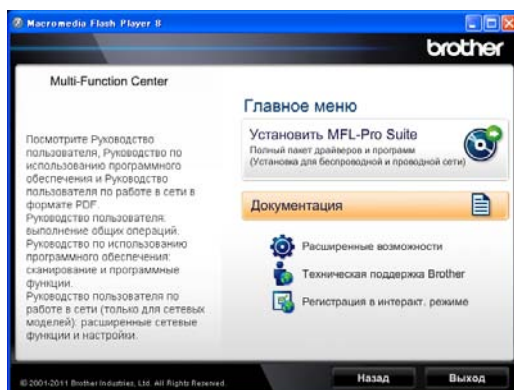 Macromedia Flash Player 8
brother
Multi-Function Center
Посмотрите Руководство
пользователя, Руководство по
использованию программного
обеспечения и Руководство
пользователя по работе в сети в
формате PDF.
Руководство пользователя:
выполнение общих операций.
Руководство по использованию
программного обеспечения:
сканирование и программные
функции.
Руководство пользователя по
работе в сети (только для сетевых
моделей): расширенные сетевые
функции и настройки.
Главное меню
Установить MFL-Pro Suite
Полный пакет драйверов и программ
(Установка для беспроводной и проводной сети)
Документация
Расширенные возможности
Техническая поддержка Brother
Регистрация в интеракт. режиме
© 2001-2011 Brother Industries, Ltd. All Rights Reserved.
Назад
Выход